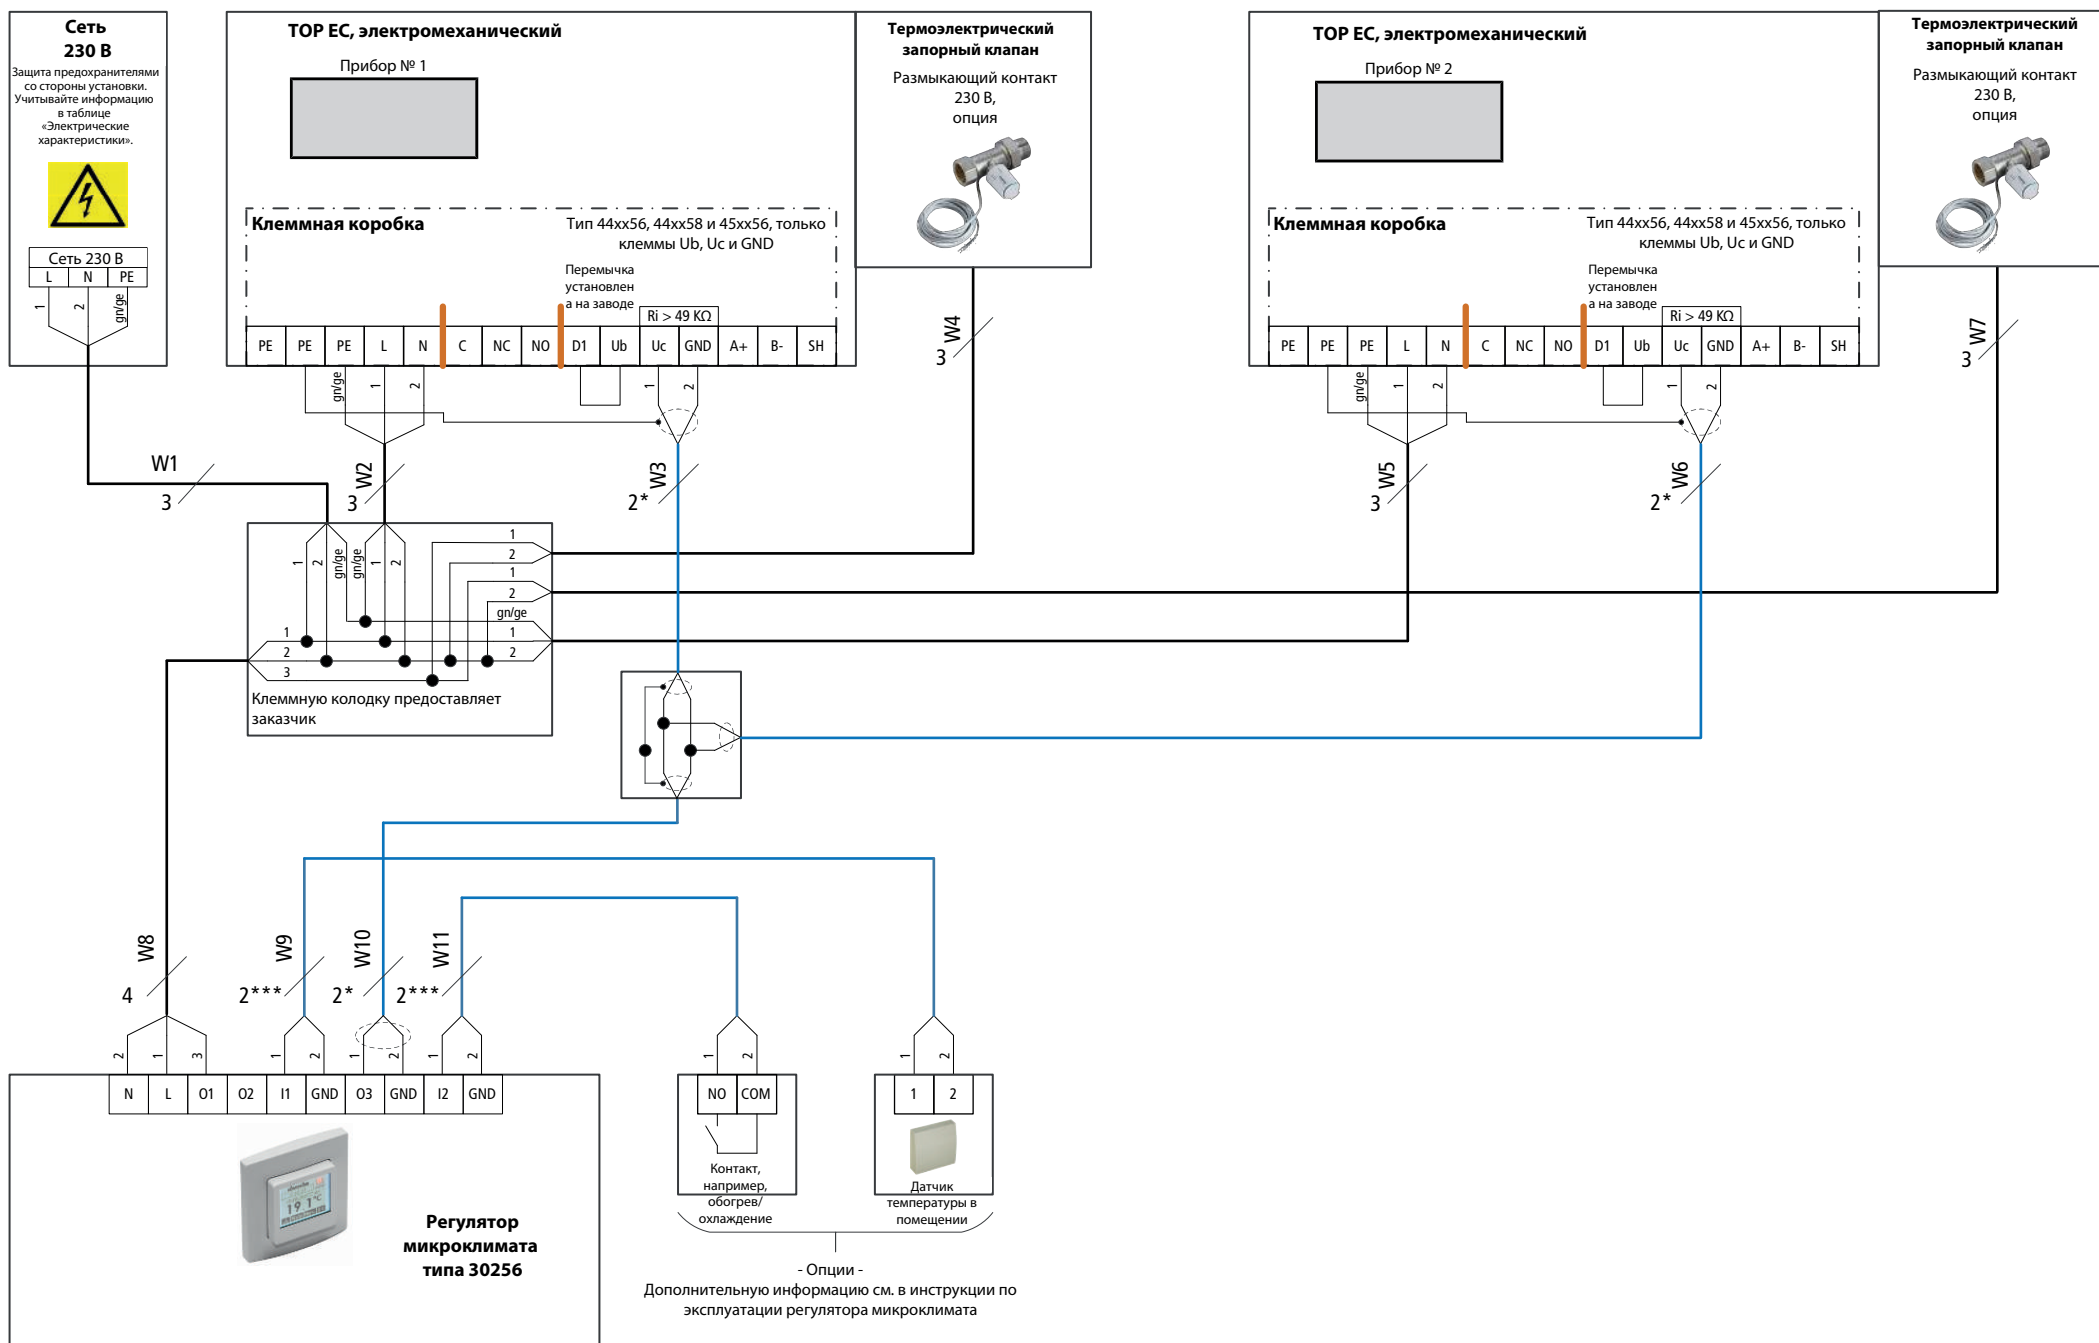 Сеть
230 В
Защита предохранителями
со стороны установки.
Учитывайте информацию
в таблице
«Электрические
характеристики».
Сеть 230 В
L N PE
1 2 gn/ge
TOP EC, электромеханический
Прибор № 1
Клеммная коробка
Тип 44xx56, 44xx58 и 45xx56, только
клеммы Ub, Uc и GND
Перемычка
установлен
а на заводе
Ri > 49 KΩ
PE PE PE L N C NC NO D1 Ub Uc GND A+ B- SH
gn/ge 1 2 1 2
Термоэлектрический
запорный клапан
Размыкающий контакт
230 В,
опция
TOP EC, электромеханический
Прибор № 2
Клеммная коробка
Тип 44xx56, 44xx58 и 45xx56, только
клеммы Ub, Uc и GND
Перемычка
установлен
а на заводе
Ri > 49 KΩ
PE PE PE L N C NC NO D1 Ub Uc GND A+ B- SH
gn/ge 1 2 1 2
Термоэлектрический
запорный клапан
Размыкающий контакт
230 В,
опция
W4
3
W7
3
W1
3
W2
3
W3
2*
W5
3
W6
2*
1 2 gn/ge gn/ge 1 2
1
2
1
2
gn/ge
1 1
2 2
3
Клеммную колодку предоставляет
заказчик
W8
4
W9
2***
W10
2*
W11
2***
2 1 3 1 2 1 2 1 2
N L O1 O2 I1 GND O3 GND I2 GND
19.1 °C
Регулятор
микроклимата
типа 30256
1 2
NO COM
Контакт,
например,
обогрев/
охлаждение
1 2
1 2
Датчик
температуры в
помещении
- Опции -
Дополнительную информацию см. в инструкции по
эксплуатации регулятора микроклимата